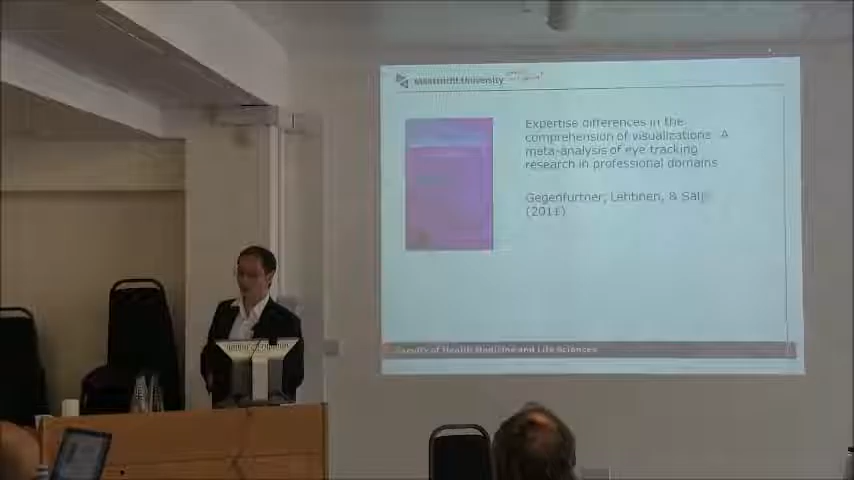 Maastricht University
Expertise differences in the
comprehension of visualizations A
meta-analysis of eye tracking
research in professional domains
Gegenfurtner, Lehtinen, & Salj
(2011)
Faculty of Health Medicine and Life Sciences